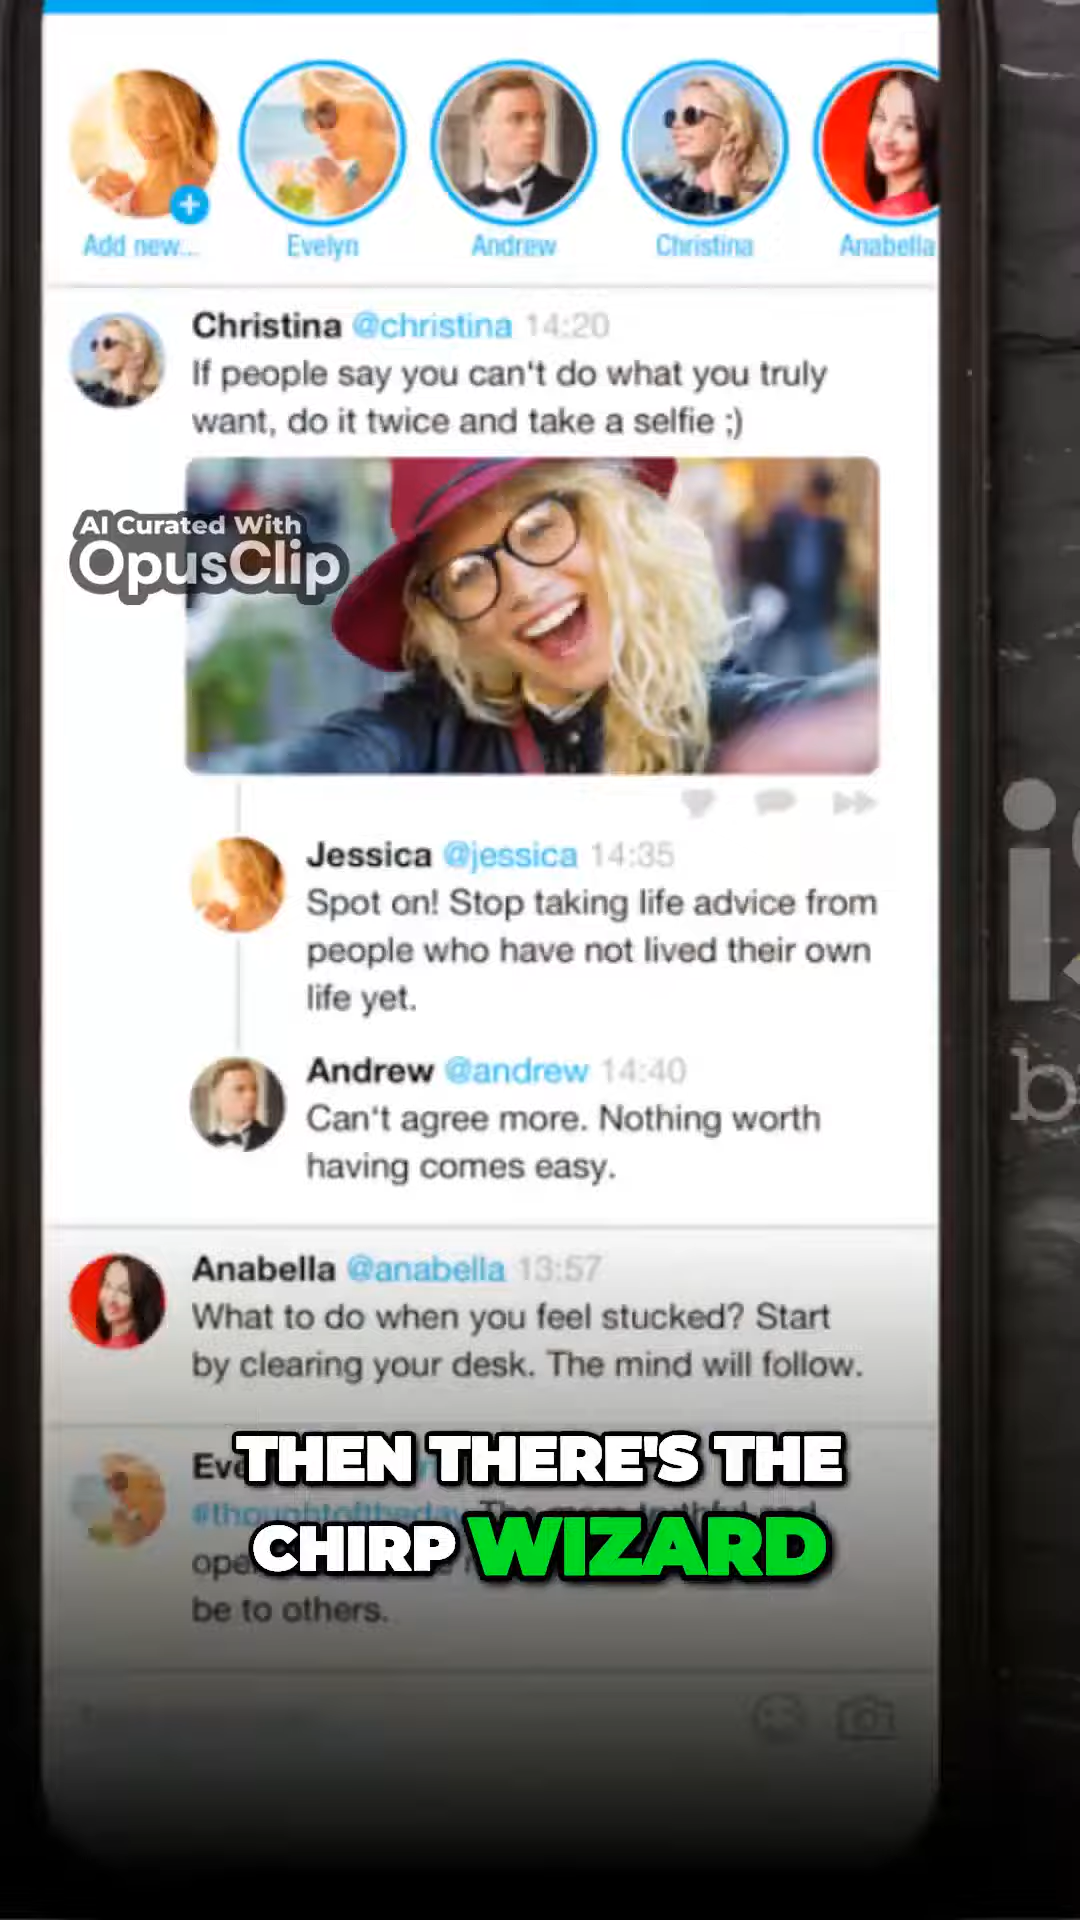 Add new...
Evelyn
Andrew
Christina
Anabella
Christina @christina 14:20
If people say you can't do what you truly
want, do it twice and take a selfie ;)
AI Curated With
OpusClip
Jessica @jessica 14:35
Spot on! Stop taking life advice from
people who have not lived their own
life yet.
Andrew @andrew 14:40
Can't agree more. Nothing worth
having comes easy.
Anabella @anabella 13:57
What to do when you feel stucked? Start
by clearing your desk. The mind will follow.
THEN THERE'S THE
CHIRP WIZARD
#thoughtoftheday
be to others.